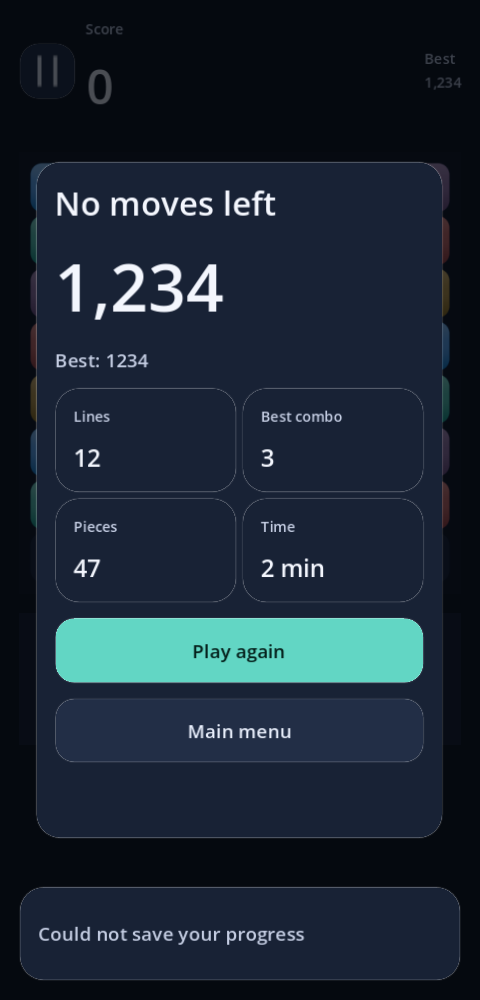 Score
0
Best
1,234
No moves left
1,234
Best: 1234
Lines
12
Best combo
3
Pieces
47
Time
2 min
Play again
Main menu
Could not save your progress